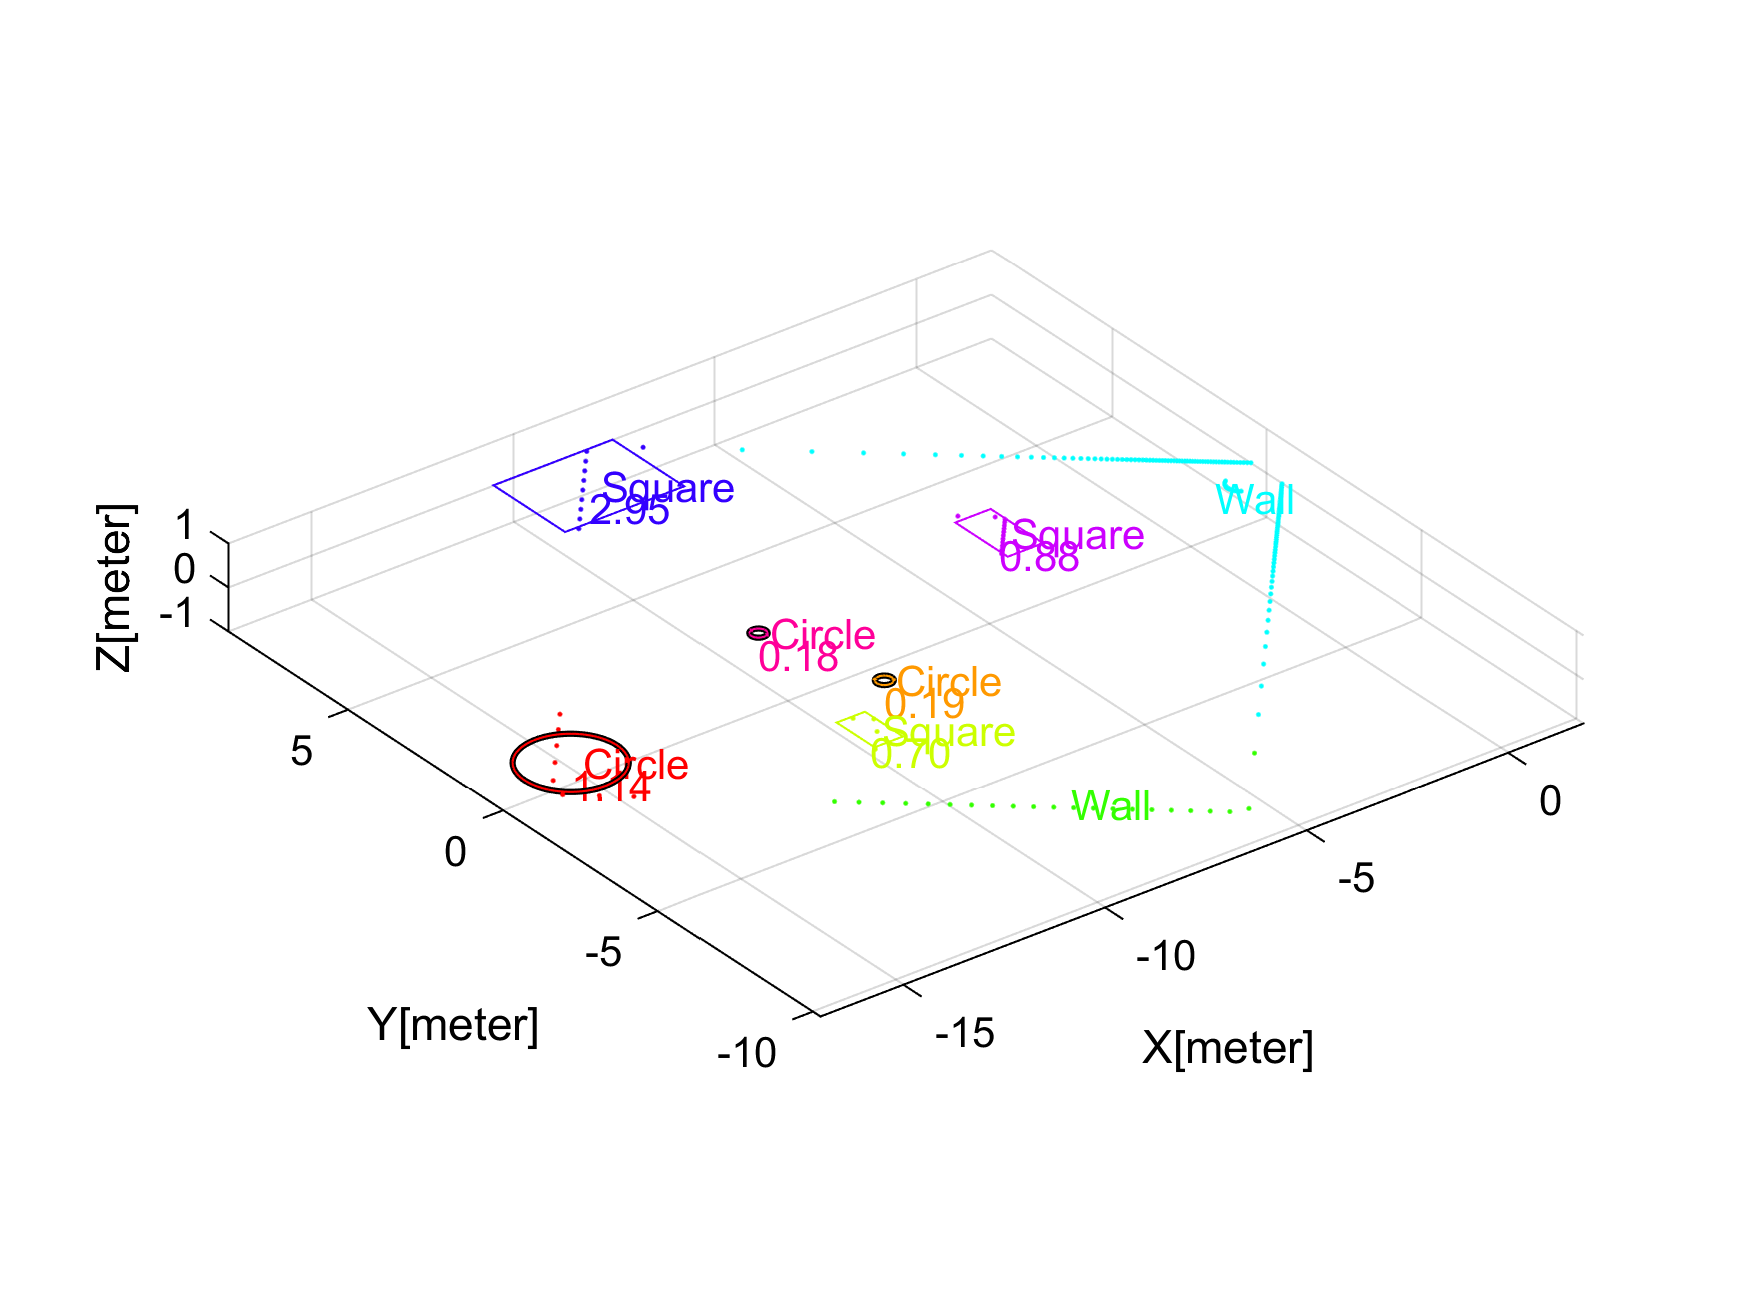 Square
2.95
Wall
Square
0.88
1
0
-1
Z[meter]
Circle
0.18
Circle
0.19
Square
0.70
Circle
1.14
Wall
5
0
-5
-10
Y[meter]
0
-5
-10
-15
X[meter]